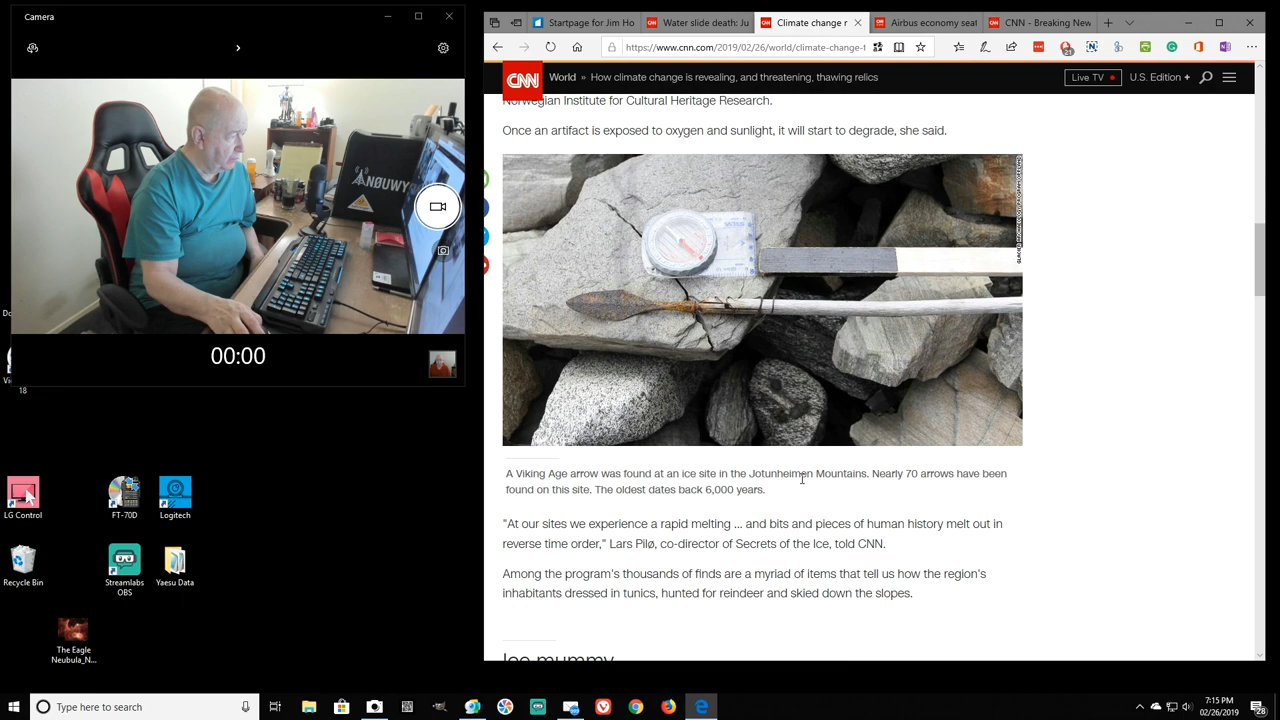 Camera
00:00
NØUWY
Do
Vi
18
LG Control
FT-70D
Logitech
Recycle Bin
Streamlabs
OBS
Yaesu Data
The Eagle
Neubula_N...
Startpage for Jim Ho
Water slide death: Ju
Climate change r
Airbus economy seat
CNN - Breaking New
https://www.cnn.com/2019/02/26/world/climate-change-t
21
CNN World » How climate change is revealing, and threatening, thawing relics
Live TV
U.S. Edition +
Norwegian Institute for Cultural Heritage Research.
Once an artifact is exposed to oxygen and sunlight, it will start to degrade, she said.
A Viking Age arrow was found at an ice site in the Jotunheimen Mountains. Nearly 70 arrows have been
found on this site. The oldest dates back 6,000 years.
"At our sites we experience a rapid melting ... and bits and pieces of human history melt out in
reverse time order," Lars Pilø, co-director of Secrets of the Ice, told CNN.
Among the program's thousands of finds are a myriad of items that tell us how the region's
inhabitants dressed in tunics, hunted for reindeer and skied down the slopes.
Ice mummy
Type here to search
7:15 PM
02/26/2019
28